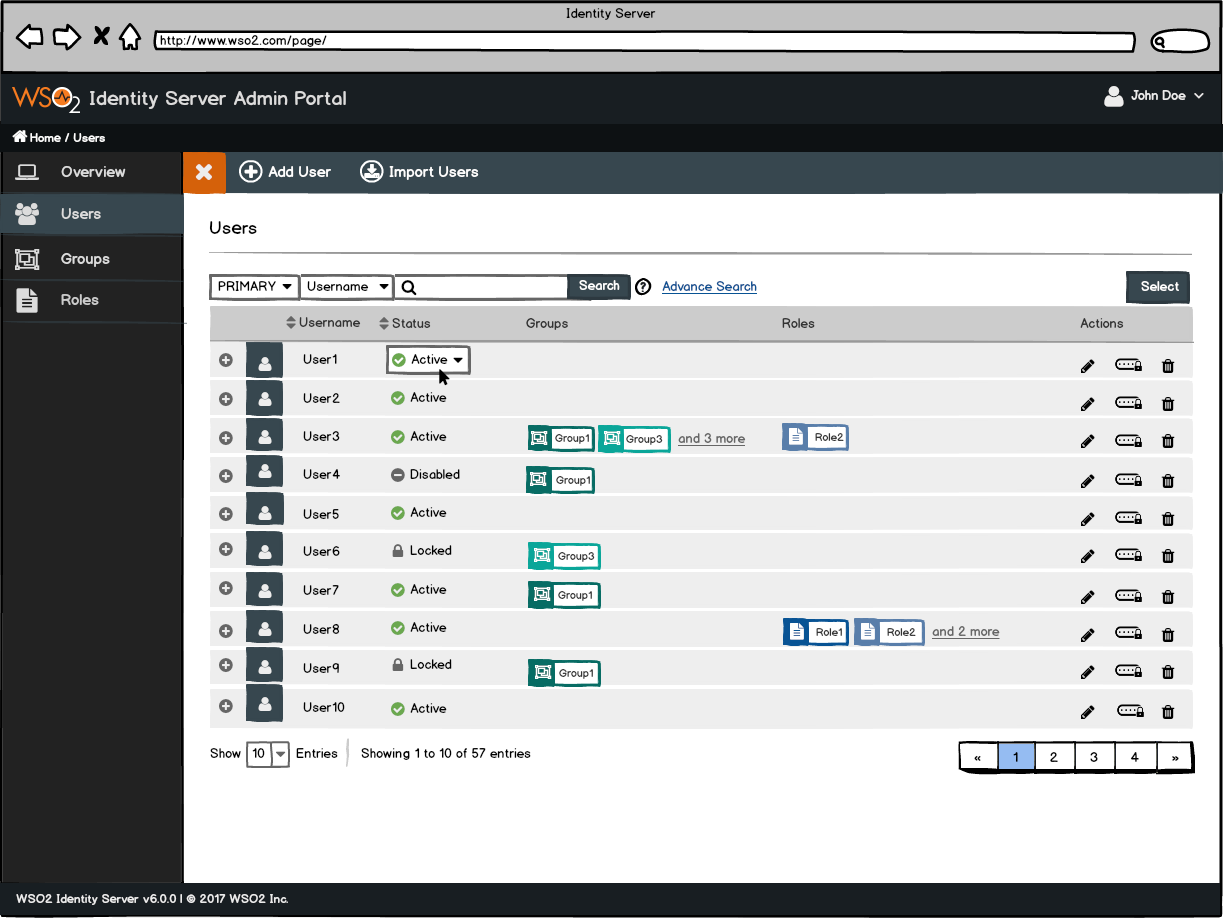 Identity Server
http://www.wso2.com/page/
WSO2 Identity Server Admin Portal
John Doe
Home / Users
Overview
Users
Groups
Roles
Add User
Import Users
Users
PRIMARY Username Search ? Advance Search Select
Username Status Groups Roles Actions
User1 Active
User2 Active
User3 Active Group1 Group3 and 3 more Role2
User4 Disabled Group1
User5 Active
User6 Locked Group3
User7 Active Group1
User8 Active Role1 Role2 and 2 more
User9 Locked Group1
User10 Active
Show 10 Entries Showing 1 to 10 of 57 entries
« 1 2 3 4 »
WSO2 Identity Server v6.0.0 | © 2017 WSO2 Inc.